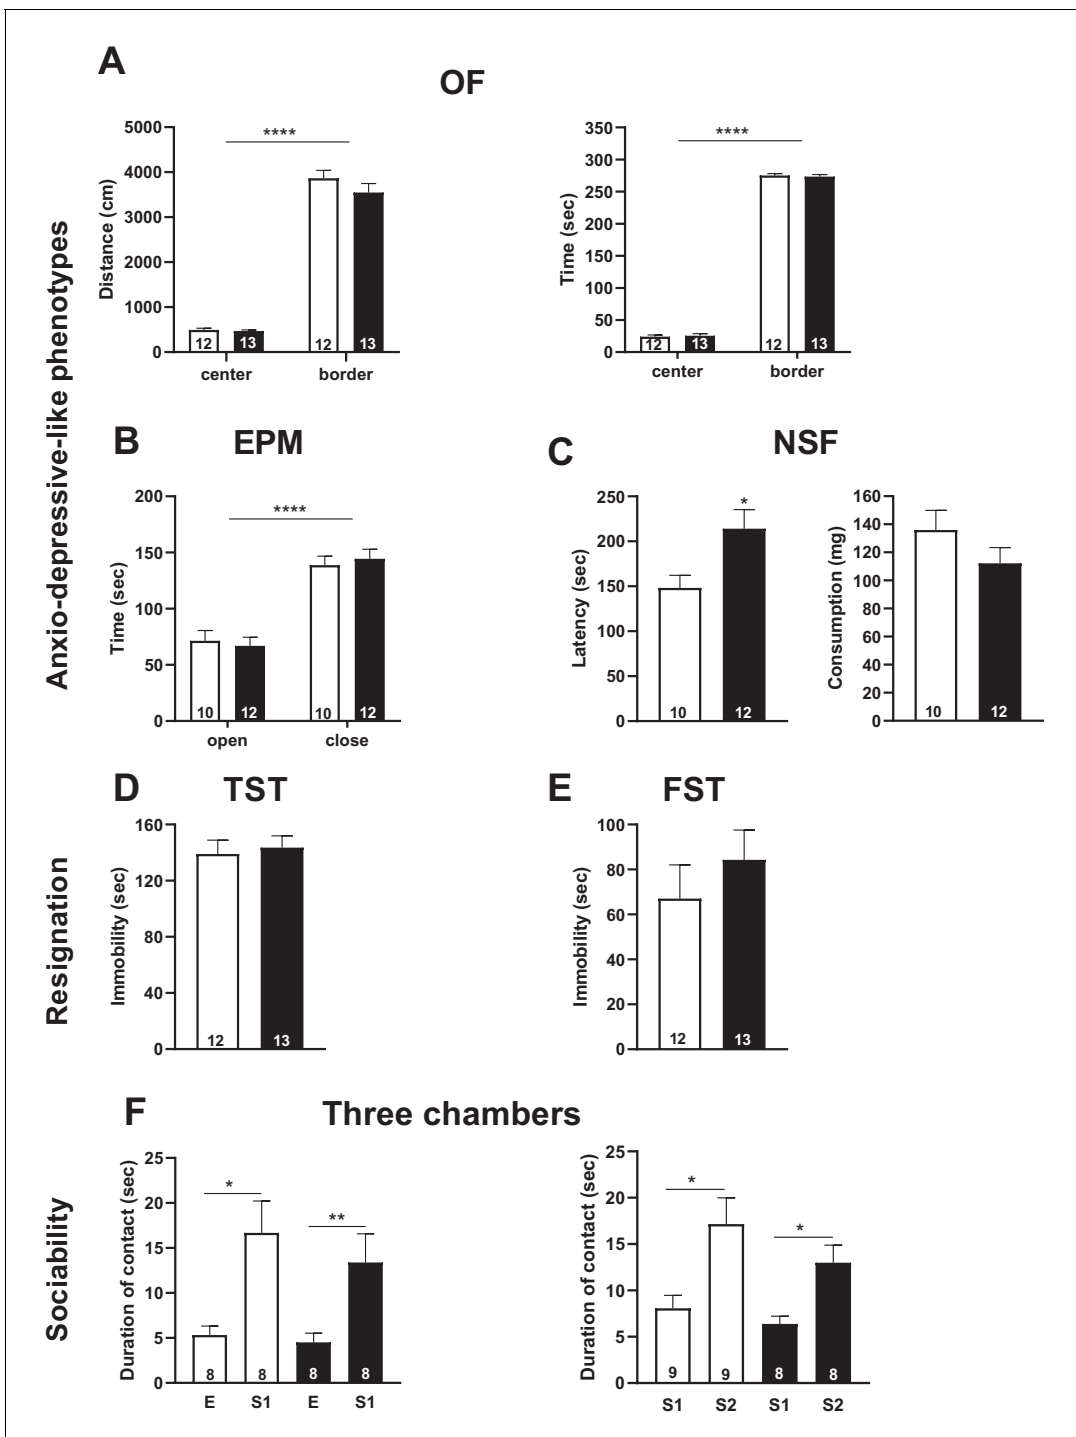 A
OF
Anxio-depressive-like phenotypes
Distance (cm)
5000
4000
3000
2000
1000
0
****
12
13
12
13
center
border
Time (sec)
350
300
250
200
150
100
50
0
****
12
13
12
13
center
border
B
EPM
Time (sec)
200
150
100
50
0
****
10
12
10
12
open
close
C
NSF
Latency (sec)
250
200
150
100
50
0
*
10
12
Consumption (mg)
160
140
120
100
80
60
40
20
0
10
12
Resignation
D
TST
Immobility (sec)
160
120
80
40
0
12
13
E
FST
Immobility (sec)
100
80
60
40
20
0
12
13
Sociability
F
Three chambers
Duration of contact (sec)
25
20
15
10
5
0
*
**
8
8
8
8
E
S1
E
S1
Duration of contact (sec)
25
20
15
10
5
0
*
*
9
9
8
8
S1
S2
S1
S2